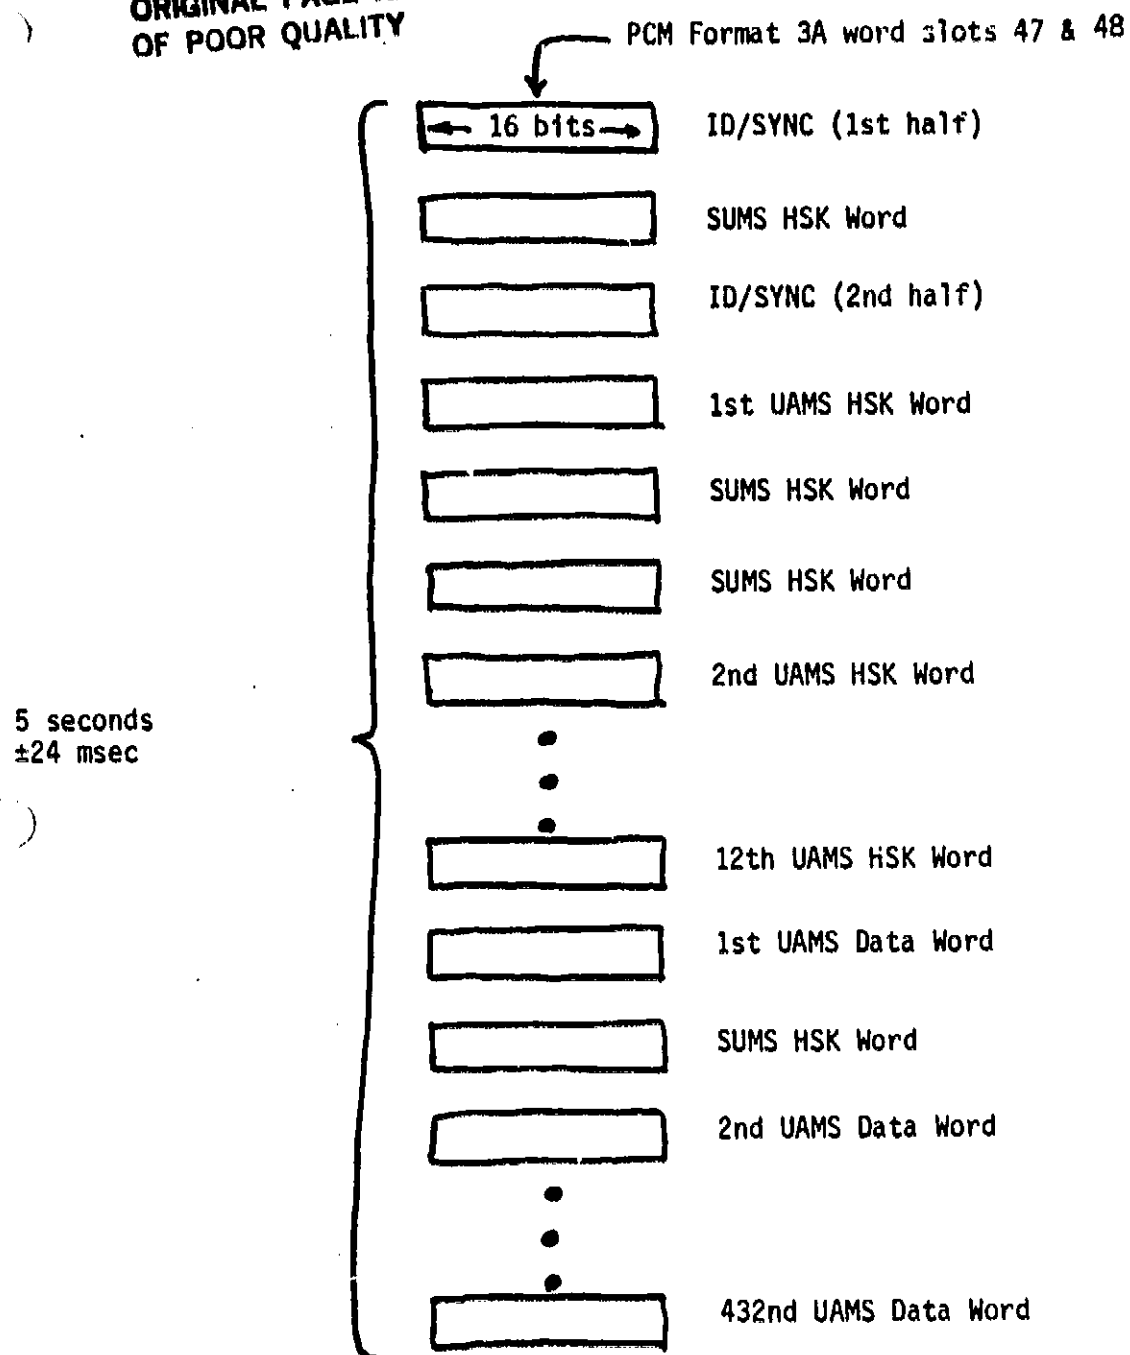 ORIGINAL PAGE
OF POOR QUALITY
PCM Format 3A word slots 47 & 48
16 bits
ID/SYNC (1st half)
SUMS HSK Word
ID/SYNC (2nd half)
1st UAMS HSK Word
SUMS HSK Word
SUMS HSK Word
2nd UAMS HSK Word
5 seconds
±24 msec
12th UAMS HSK Word
1st UAMS Data Word
SUMS HSK Word
2nd UAMS Data Word
432nd UAMS Data Word